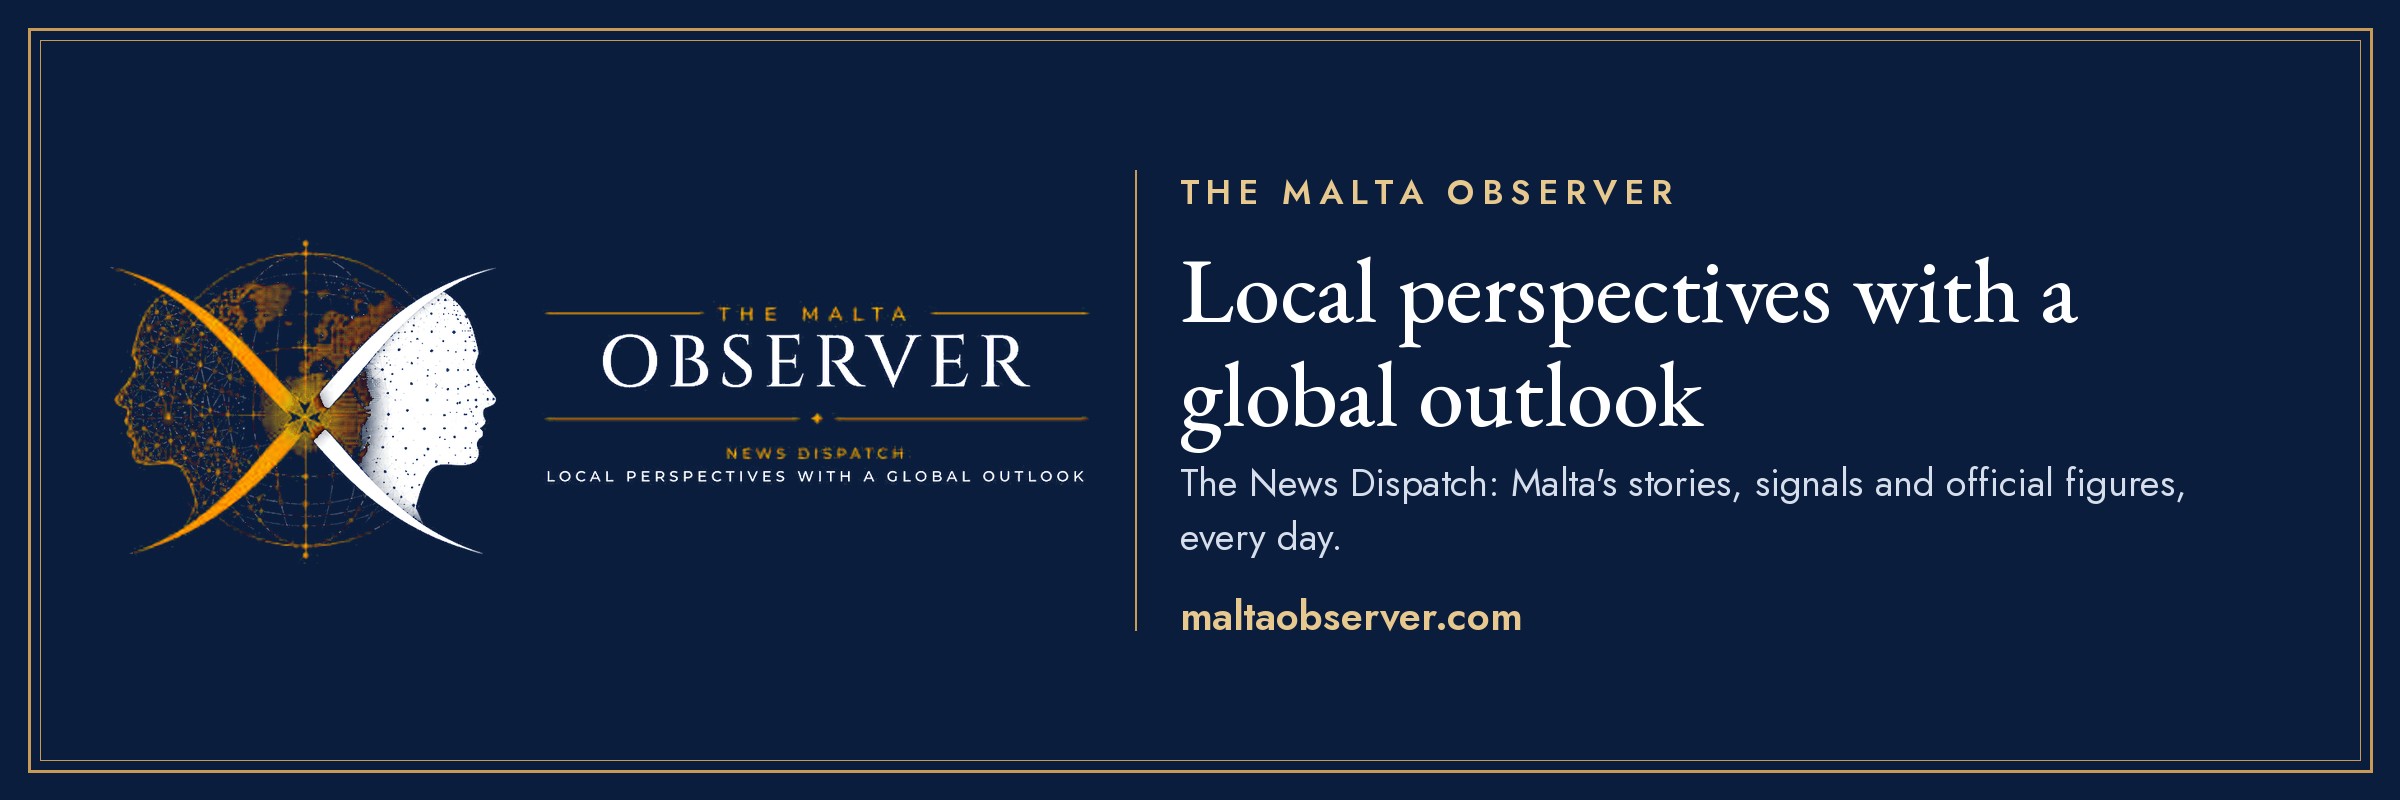 THE MALTA
OBSERVER
NEWS DISPATCH
LOCAL PERSPECTIVES WITH A GLOBAL OUTLOOK
THE MALTA OBSERVER
Local perspectives with a
global outlook
The News Dispatch: Malta's stories, signals and official figures,
every day.
maltaobserver.com